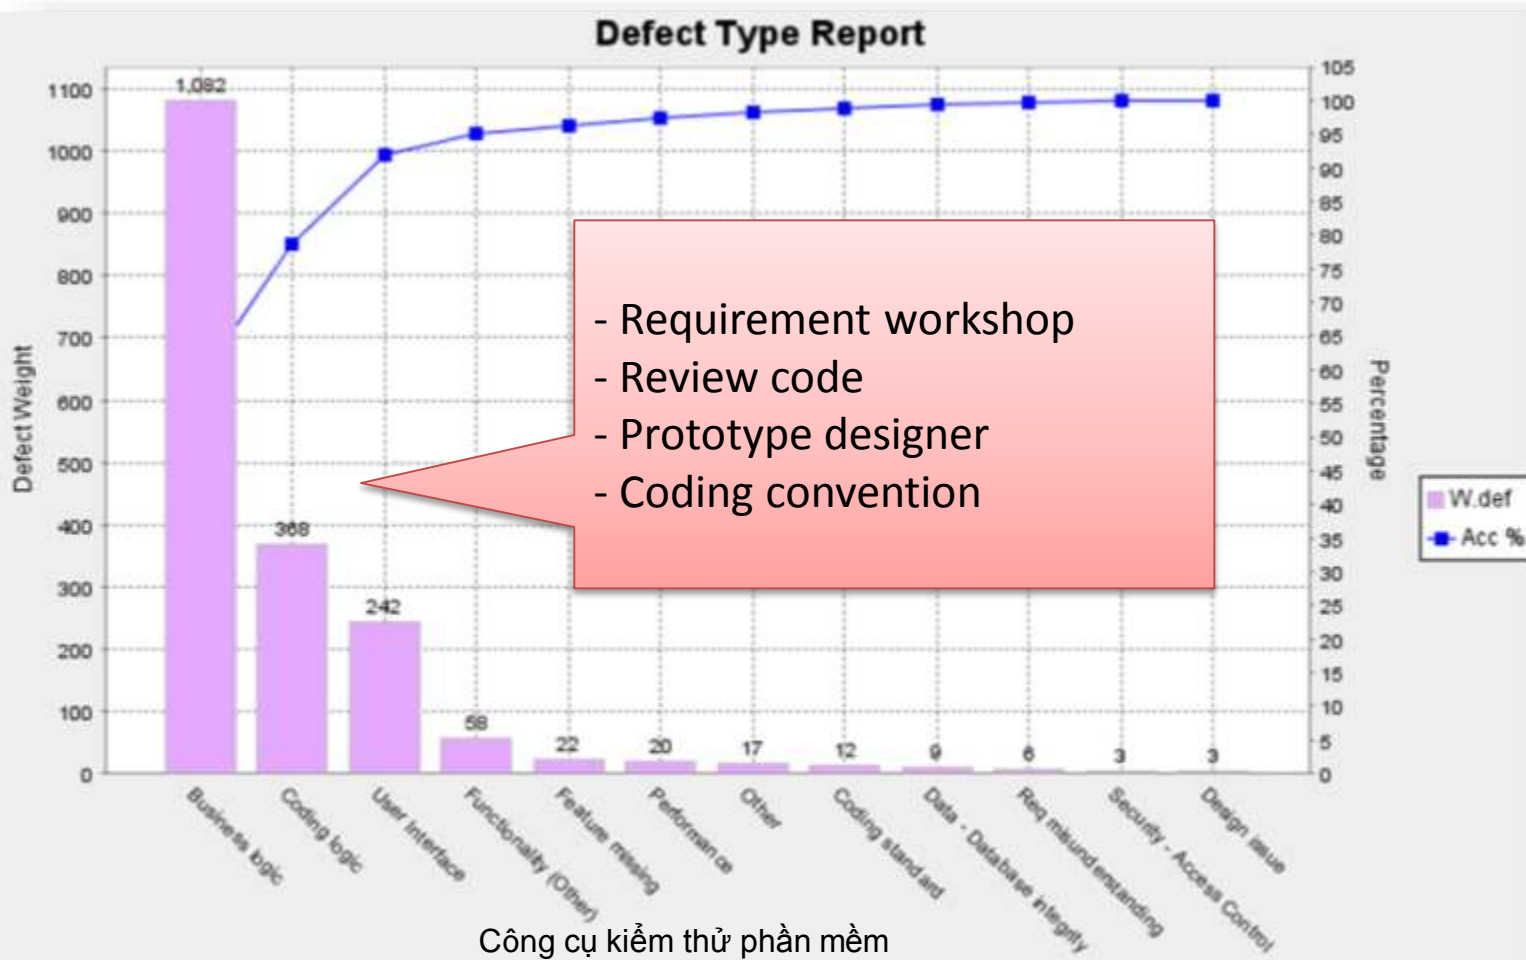 Defect Type Report
1,082
368
242
58
22
20
17
12
9
6
3
3
1100
1000
900
800
700
600
500
400
300
200
100
0
Defect Weight
105
100
95
90
85
80
75
70
65
60
55
50
45
40
35
30
25
20
15
10
5
0
Percentage
- Requirement workshop
- Review code
- Prototype designer
- Coding convention
W.def
Acc %
Business logic
Coding logic
User Interface
Functionality (Other)
Feature missing
Performance
Other
Coding standard
Data - Database integrity
Req misunderstanding
Security - Access Control
Design issue
Công cụ kiểm thử phần mềm